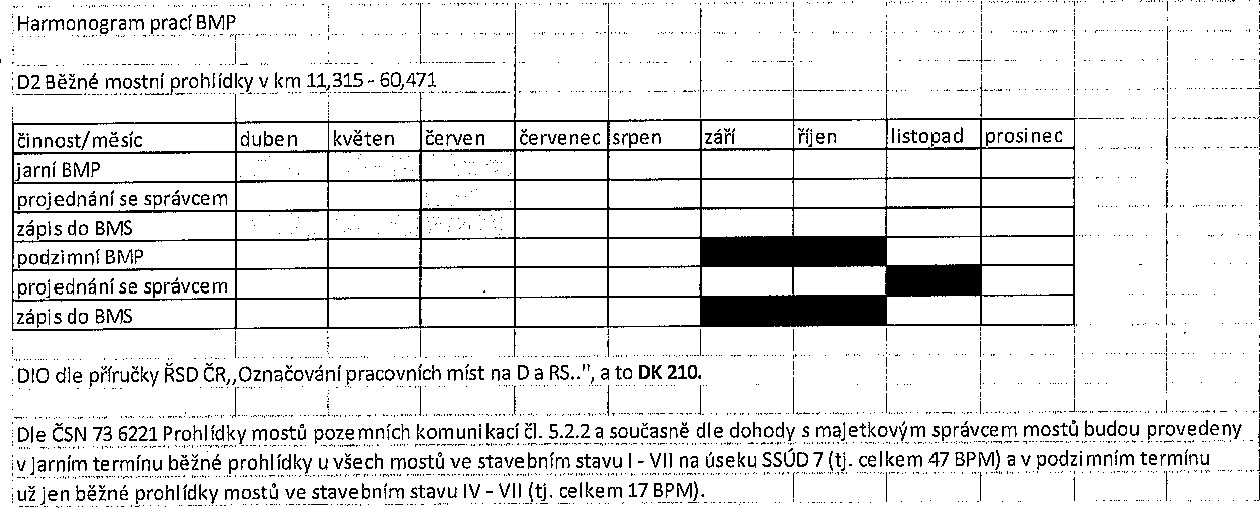 Harmonogram prací BMP
D2 Běžné mostní prohlídky v km 11,315 - 60,471
činnost/měsíc duben květen červen červenec srpen září říjen listopad prosinec
jarní BMP
projednání se správcem
zápis do BMS
podzimní BMP
projednání se správcem
zápis do BMS
DIO dle příručky ŘSD ČR,,Označování pracovních míst na D a RS..", a to DK 210.
Dle ČSN 73 6221 Prohlídky mostů pozemních komunikací čl. 5.2.2 a současně dle dohody s majetkovým správcem mostů budou provedeny
v jarním termínu běžné prohlídky u všech mostů ve stavebním stavu I - VII na úseku SSÚD 7 (tj. celkem 47 BPM) a v podzimním termínu
už jen běžné prohlídky mostů ve stavebním stavu IV - VII (tj. celkem 17 BPM).